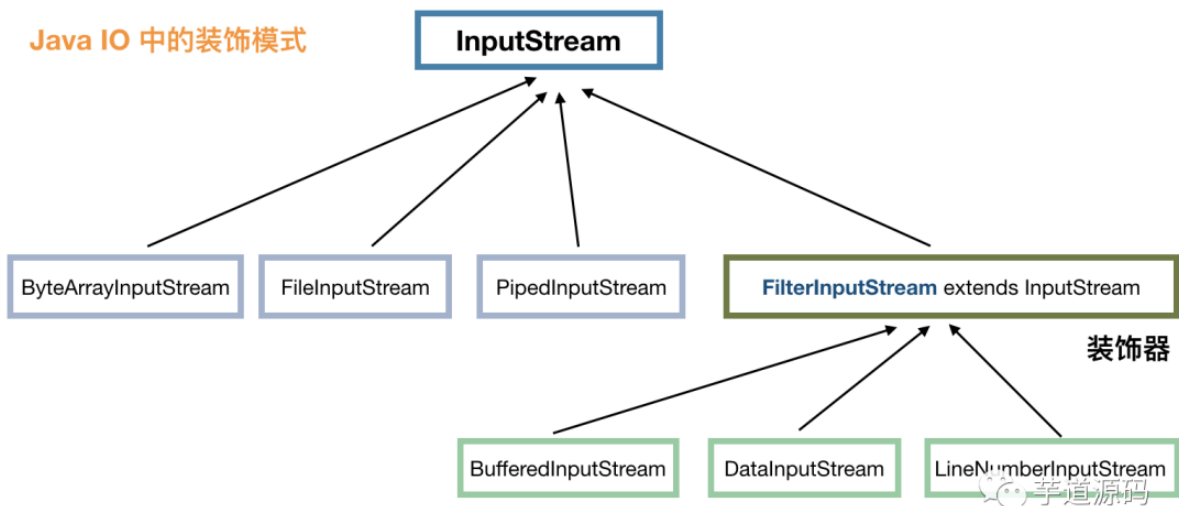 Java IO 中的装饰模式
InputStream
ByteArrayInputStream
FileInputStream
PipedInputStream
FilterInputStream extends InputStream
装饰器
BufferedInputStream
DataInputStream
LineNumberInputStream
芋道源码